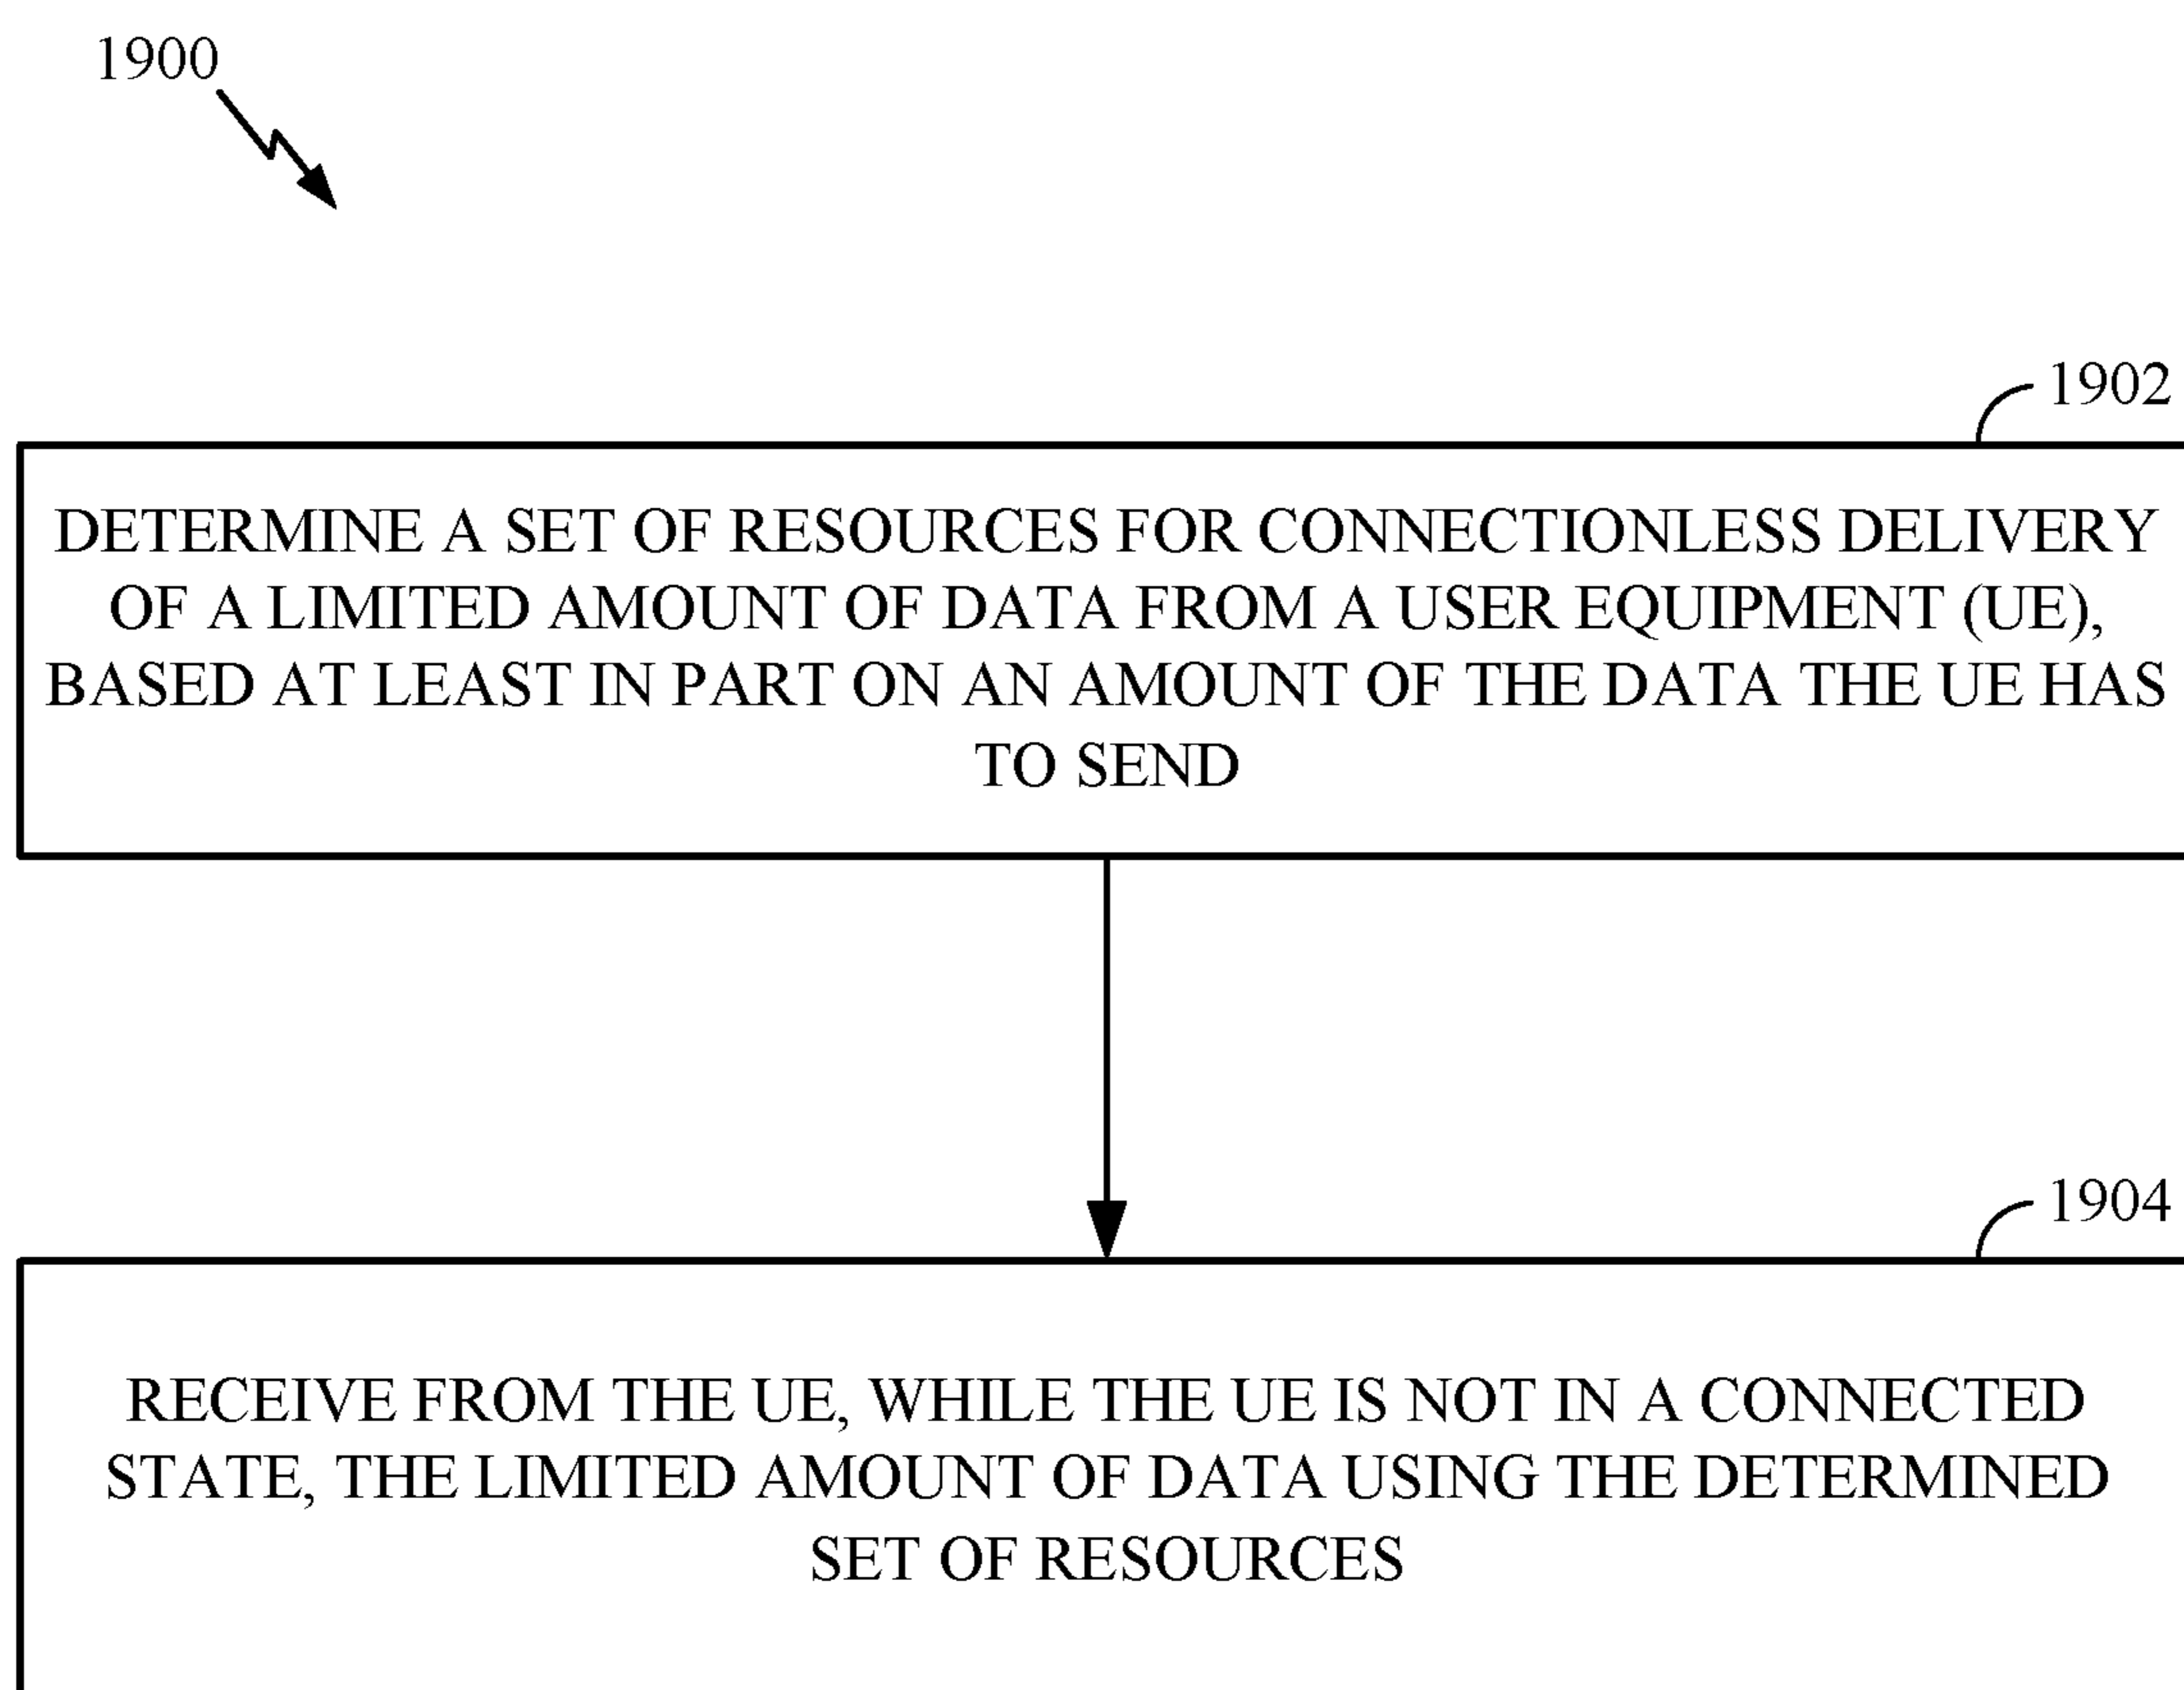 1900
1902
DETERMINE A SET OF RESOURCES FOR CONNECTIONLESS DELIVERY
OF A LIMITED AMOUNT OF DATA FROM A USER EQUIPMENT (UE),
BASED AT LEAST IN PART ON AN AMOUNT OF THE DATA THE UE HAS
TO SEND
1904
RECEIVE FROM THE UE, WHILE THE UE IS NOT IN A CONNECTED
STATE, THE LIMITED AMOUNT OF DATA USING THE DETERMINED
SET OF RESOURCES